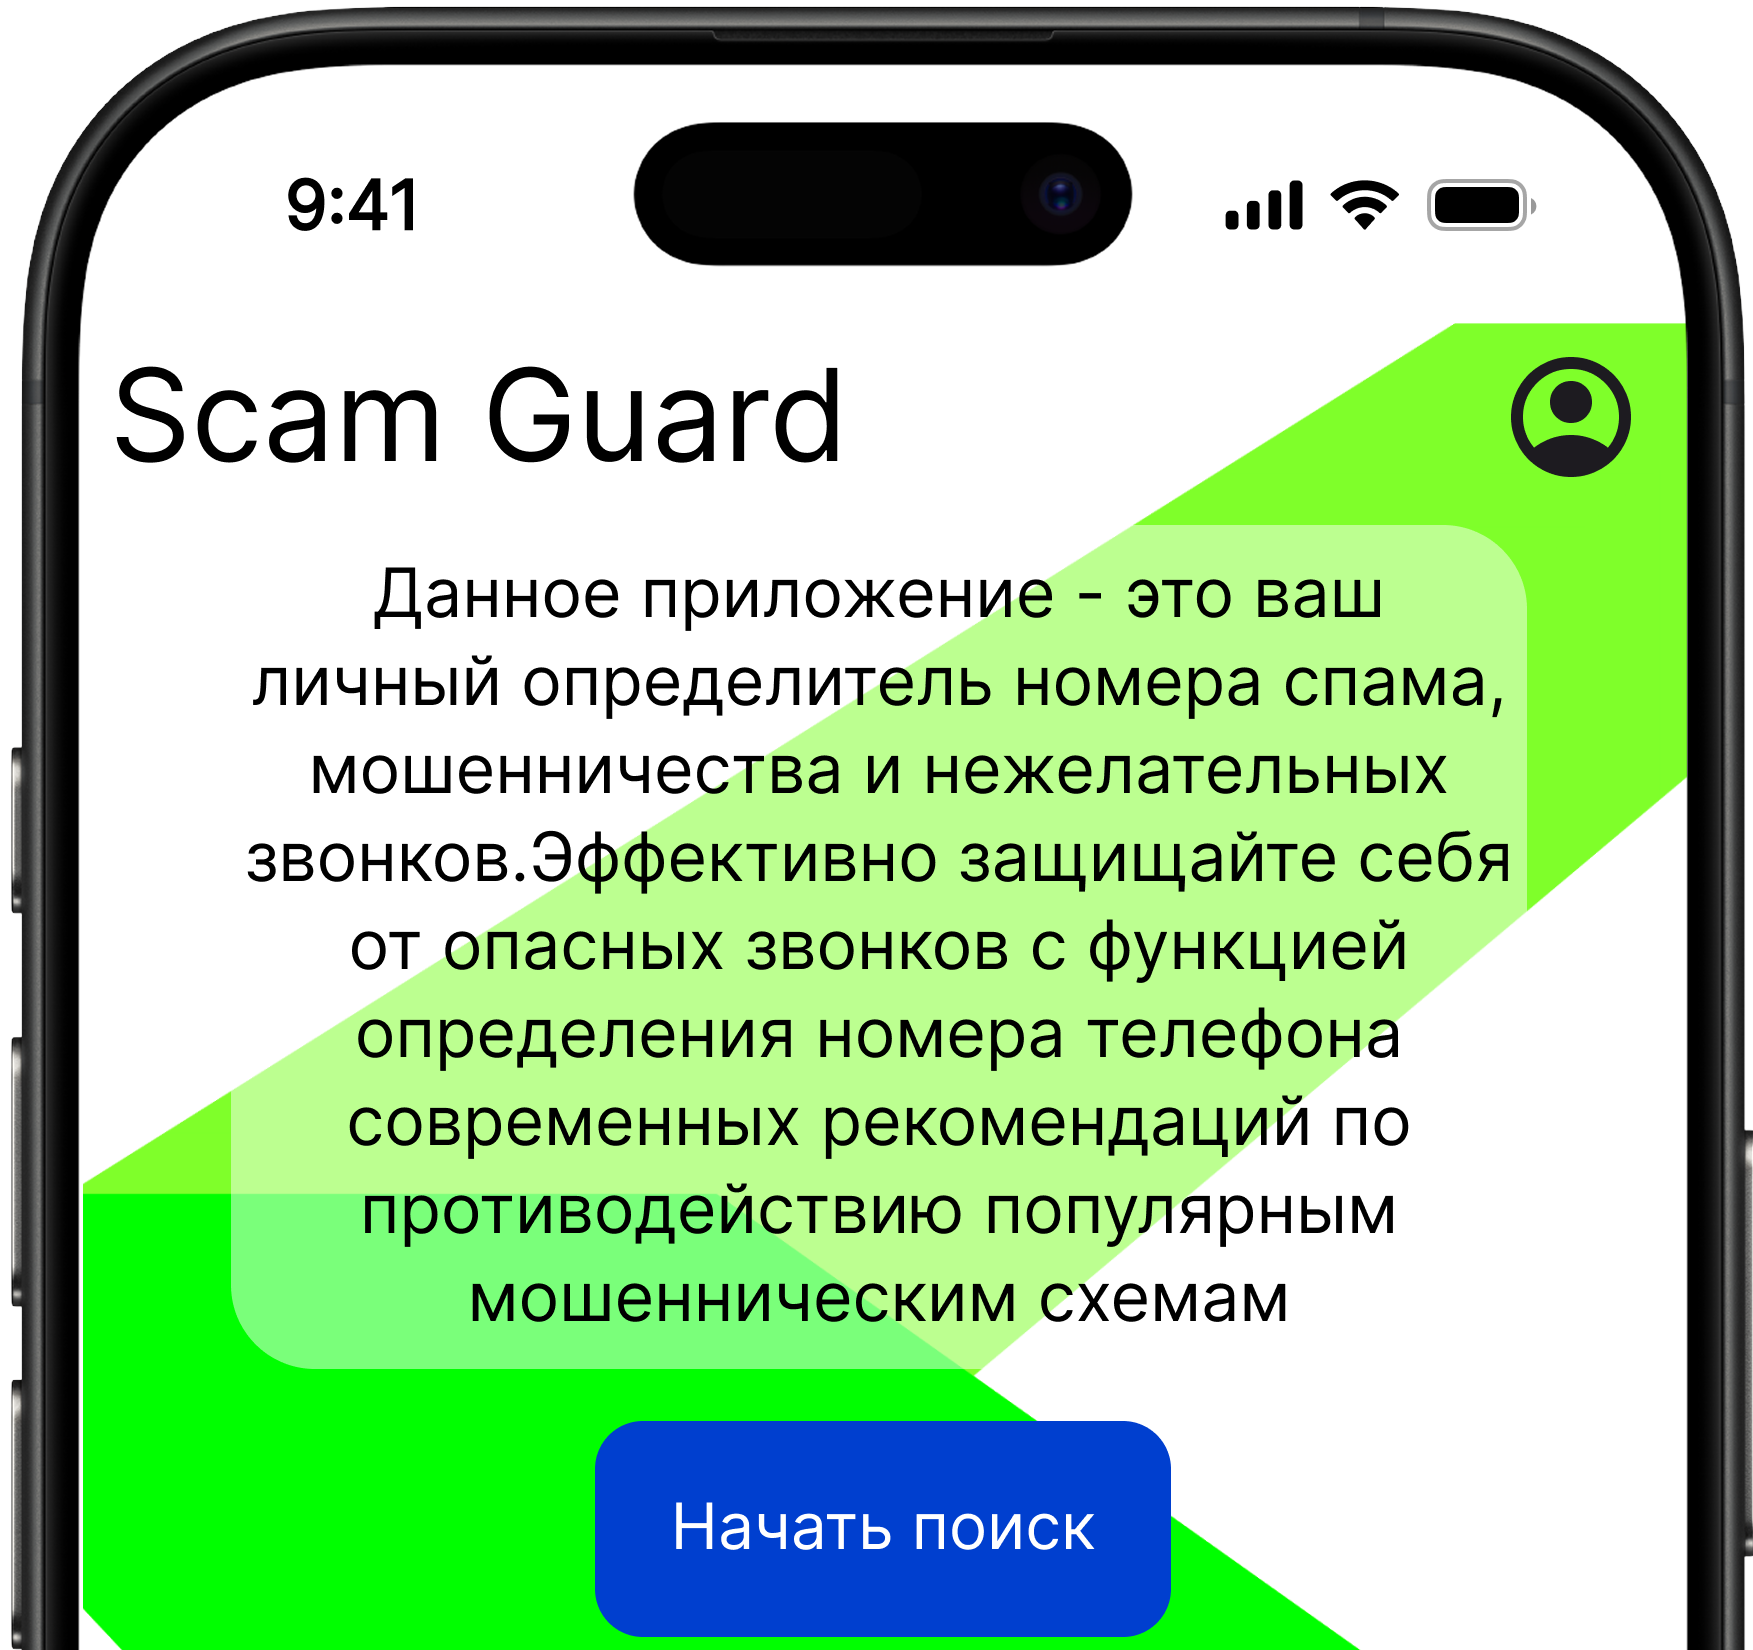 9:41
Scam Guard
Данное приложение - это ваш
личный определитель номера спама,
мошенничества и нежелательных
звонков.Эффективно защищайте себя
от опасных звонков с функцией
определения номера телефона
современных рекомендаций по
противодействию популярным
мошенническим схемам
Начать поиск